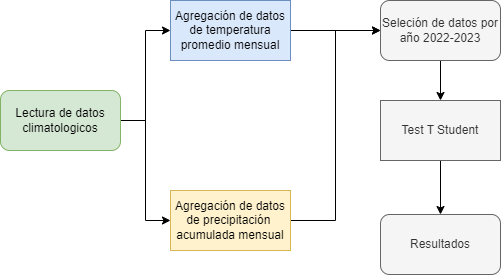 Lectura de datos
climatologicos
Agregación de datos
de temperatura
promedio mensual
Agregación de datos
de precipitación
acumulada mensual
Seleción de datos por
año 2022-2023
Test T Student
Resultados